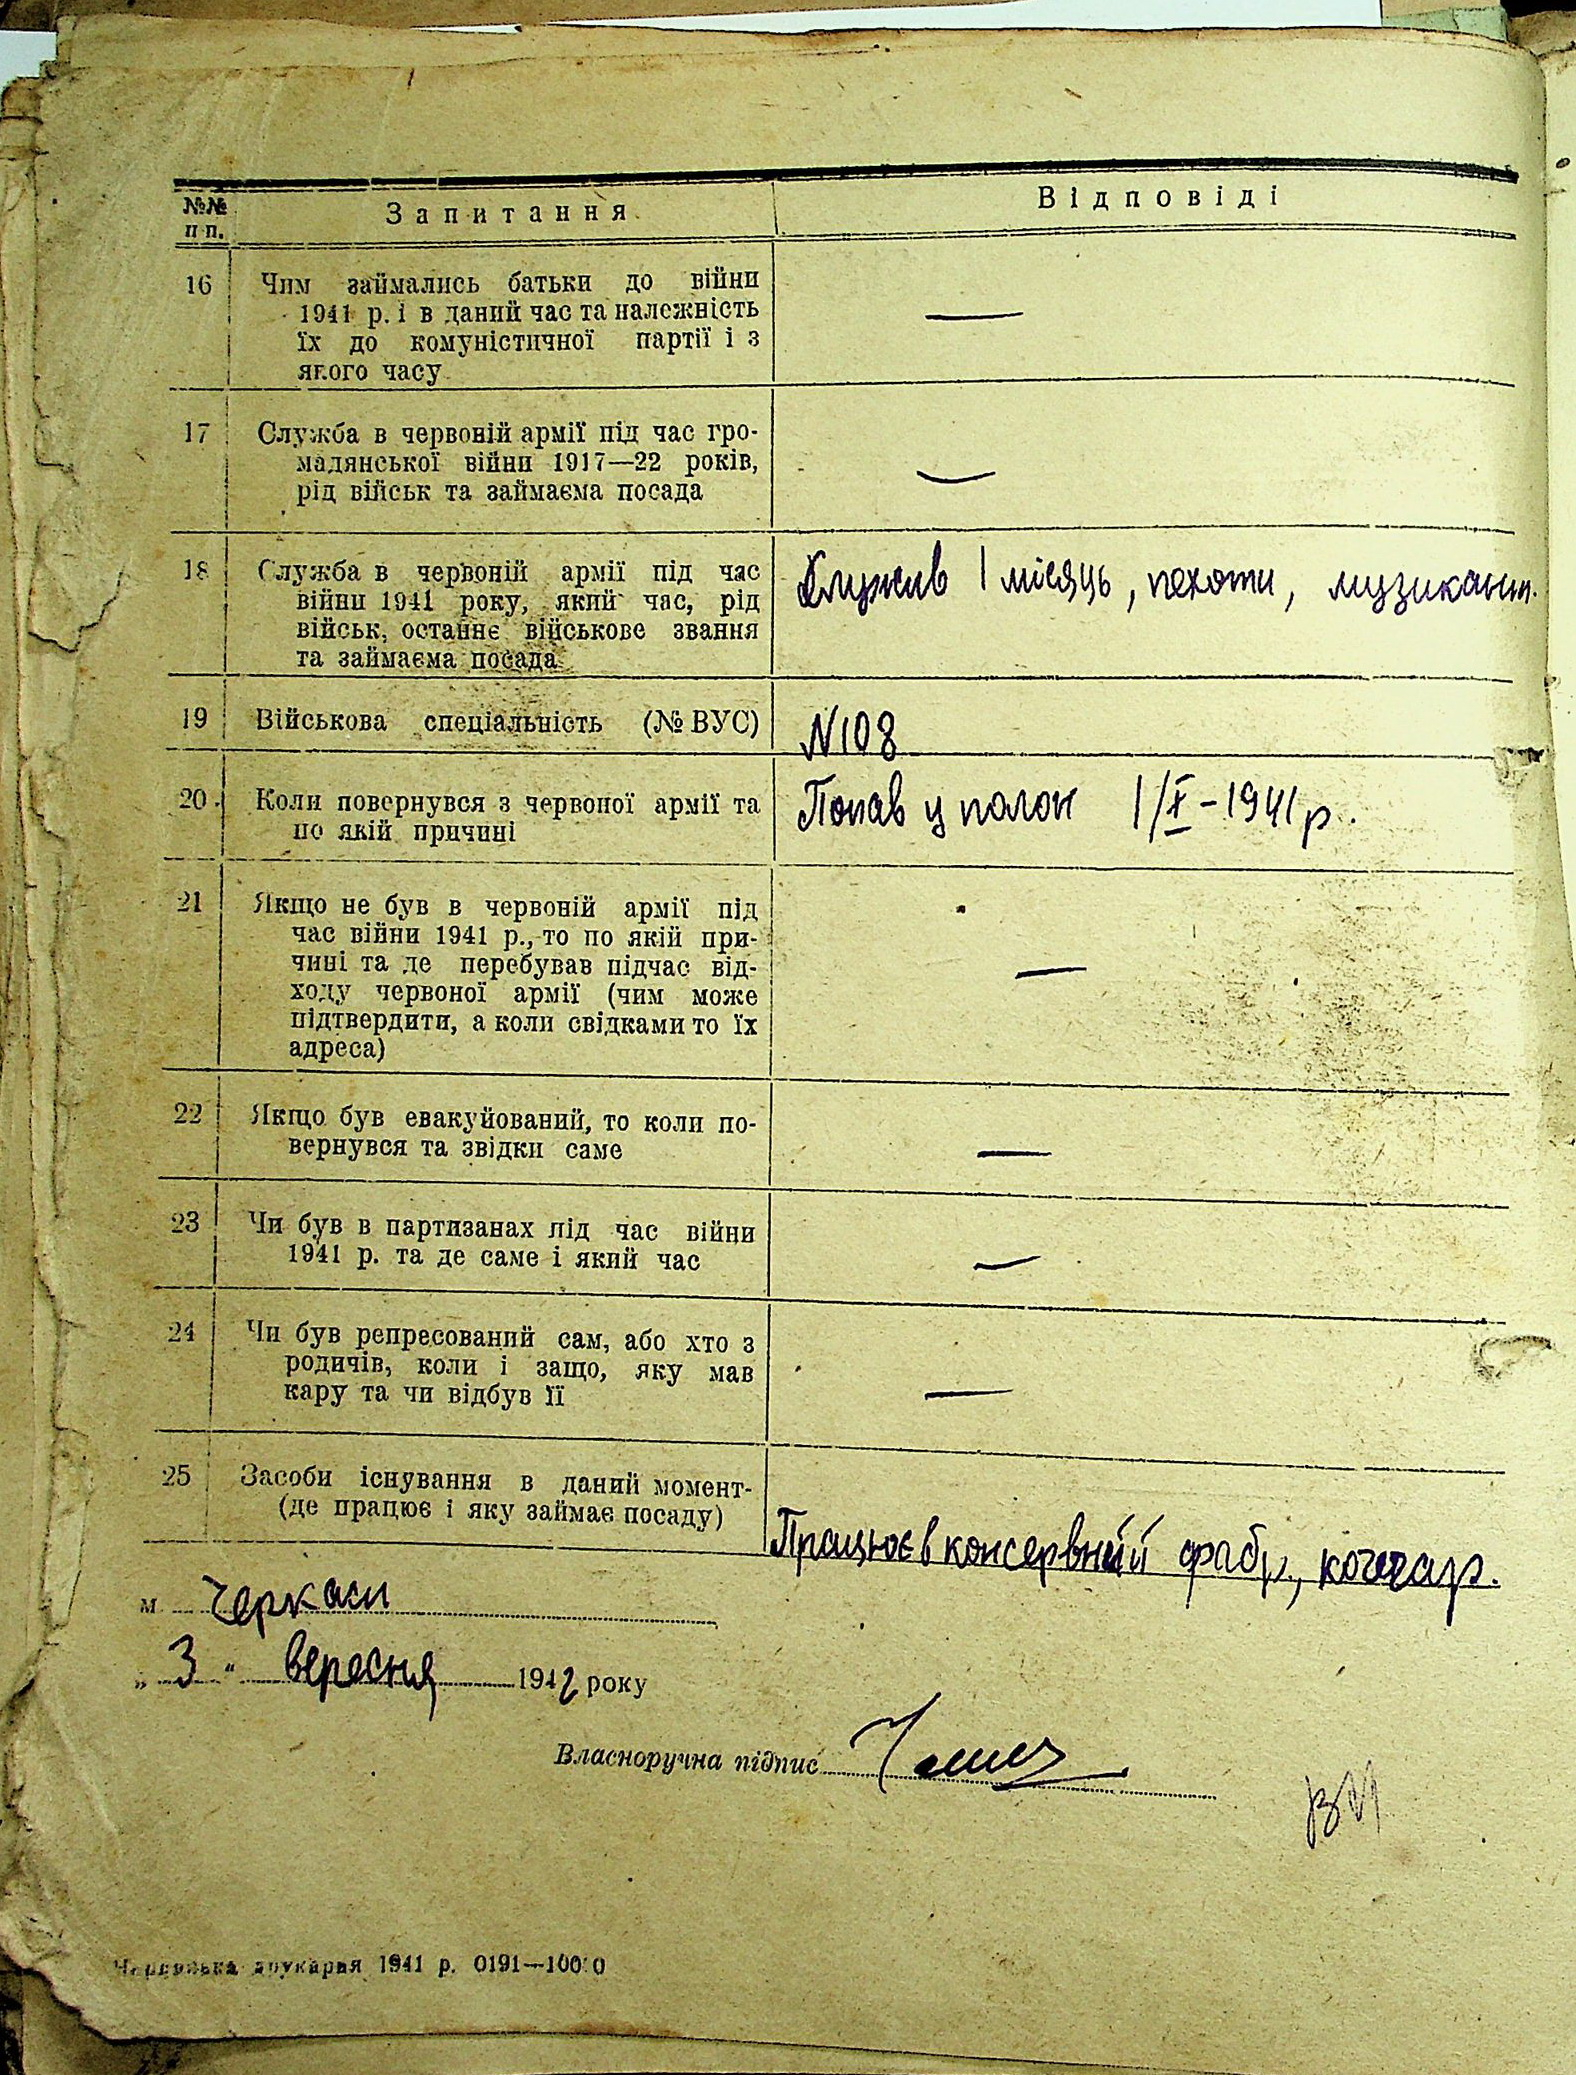 №№ Запитання Відповіді
п п.
16 Чим займались батьки до війни —
1941 р. і в даний час та належність
їх до комуністичної партії і з
якого часу
17 Служба в червоній армії під час гро-
мадянської війни 1917—22 років, —
рід військ та займаєма посада
18 Служба в червоній армії під час Служив 1 місяць, пехоти, музикант.
війни 1941 року, який час, рід
військ, останнє військове звання
та займаєма посада
19 Військова спеціальність (№ ВУС) N108
20 Коли повернувся з червоної армії та Попав у полон 1/X-1941 р.
по якій причині
21 Якщо не був в червоній армії під
час війни 1941 р., то по якій при-
чині та де перебував підчас від- —
ходу червоної армії (чим може
підтвердити, а коли свідками то їх
адреса)
22 Якщо був евакуйований, то коли по-
вернувся та звідки саме —
23 Чи був в партизанах під час війни
1941 р. та де саме і який час —
24 Чи був репресований сам, або хто з
родичів, коли і защо, яку мав
кару та чи відбув її —
25 Засоби існування в даний момент-
(де працює і яку займає посаду) Працює в консервній фабр., кочегар.
м Черкаси
„ 3 “ вересня 1942 року
Власноручна підпис
друкарня 1941 р. 0191—